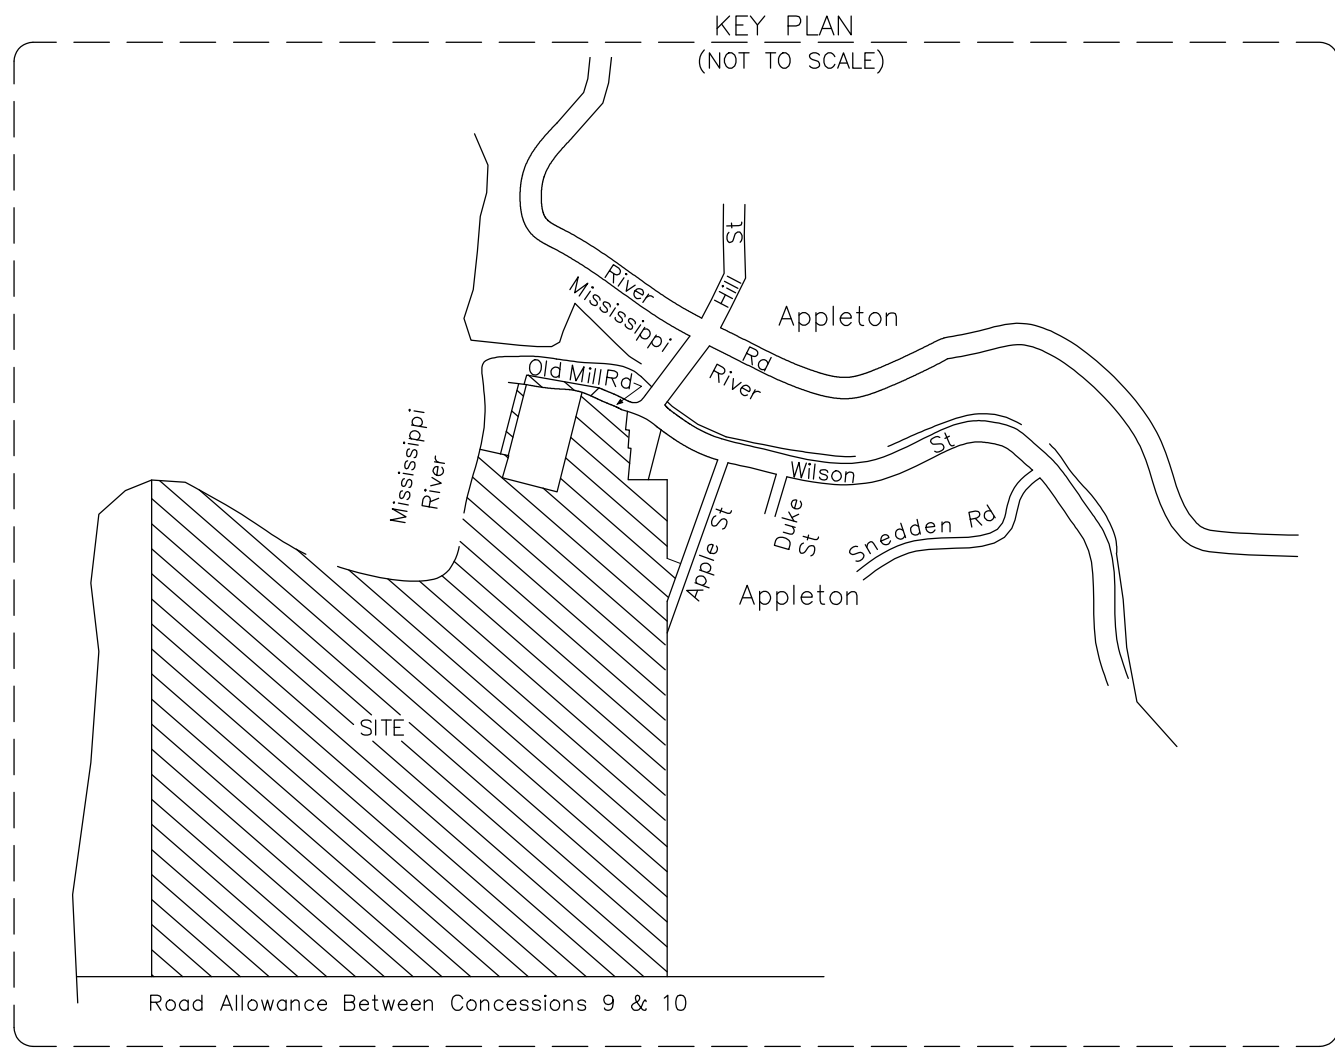 KEY PLAN
(NOT TO SCALE)
St
Hill
River
Mississippi
Appleton
Rd
River
Old Mill Rd
Mississippi
River
Wilson
St
Apple St
Duke
St
Snedden Rd
Appleton
SITE
Road Allowance Between Concessions 9 & 10